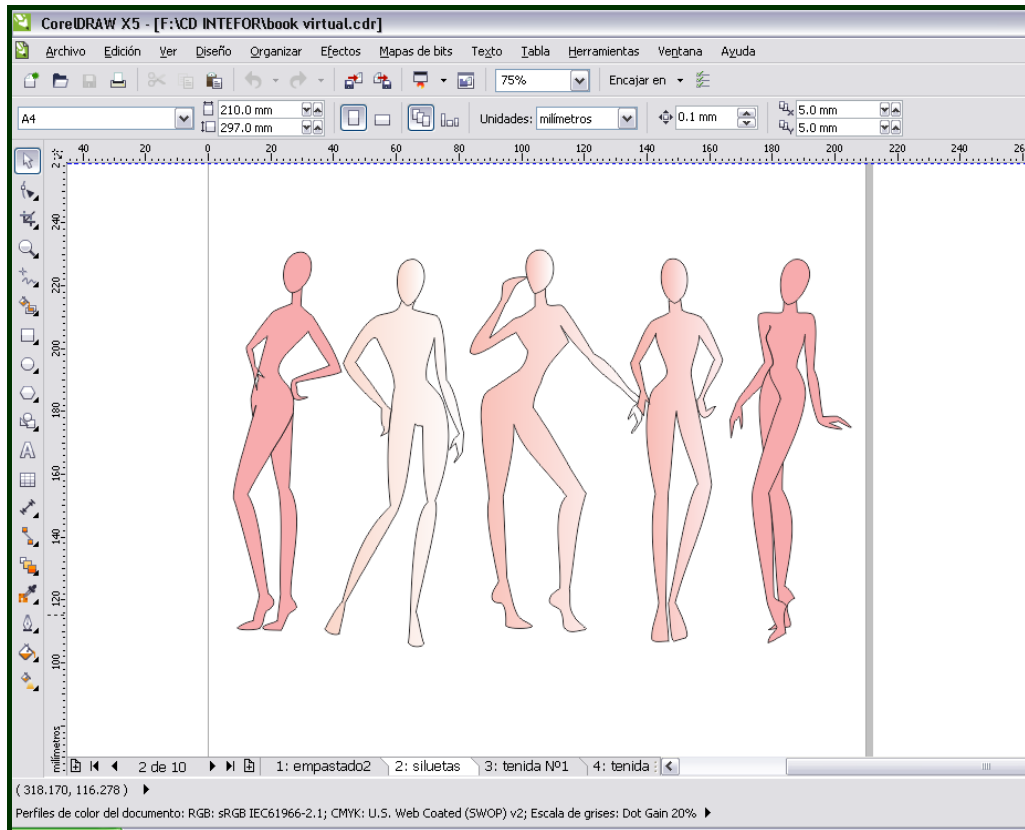 CorelDRAW X5 - [F:\CD INTEFOR\book virtual.cdr]
Archivo Edición Ver Diseño Organizar Efectos Mapas de bits Texto Tabla Herramientas Ventana Ayuda
75% Encajar en
A4 210.0 mm 297.0 mm Unidades: milímetros 0.1 mm x 5.0 mm y 5.0 mm
40 20 0 20 40 60 80 100 120 140 160 180 200 220 240 26
240
220
200
180
160
140
120
100
milímetros
2 de 10 1: empastado2 2: siluetas 3: tenida Nº1 4: tenida
( 318.170, 116.278 )
Perfiles de color del documento: RGB: sRGB IEC61966-2.1; CMYK: U.S. Web Coated (SWOP) v2; Escala de grises: Dot Gain 20%